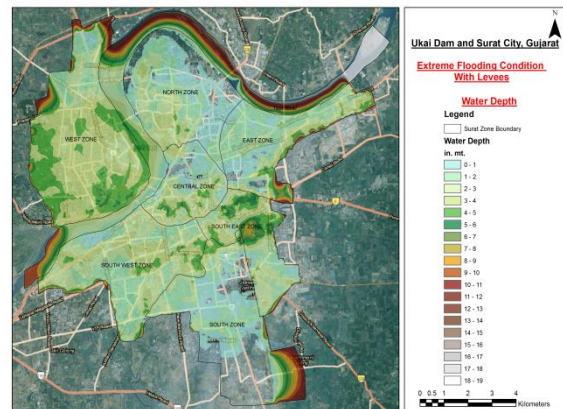 N
Ukai Dam and Surat City, Gujarat
Extreme Flooding Condition
With Levees
Water Depth
Legend
Surat Zone Boundary
Water Depth
in. mt.
0 - 1
1 - 2
2 - 3
3 - 4
4 - 5
5 - 6
6 - 7
7 - 8
8 - 9
9 - 10
10 - 11
11 - 12
12 - 13
13 - 14
14 - 15
15 - 16
16 - 17
17 - 18
18 - 19
0 0.5 1 2 3 4
Kilometers
NORTH ZONE
WEST ZONE
EAST ZONE
CENTRAL ZONE
SOUTH EAST ZONE
SOUTH WEST ZONE
SOUTH ZONE